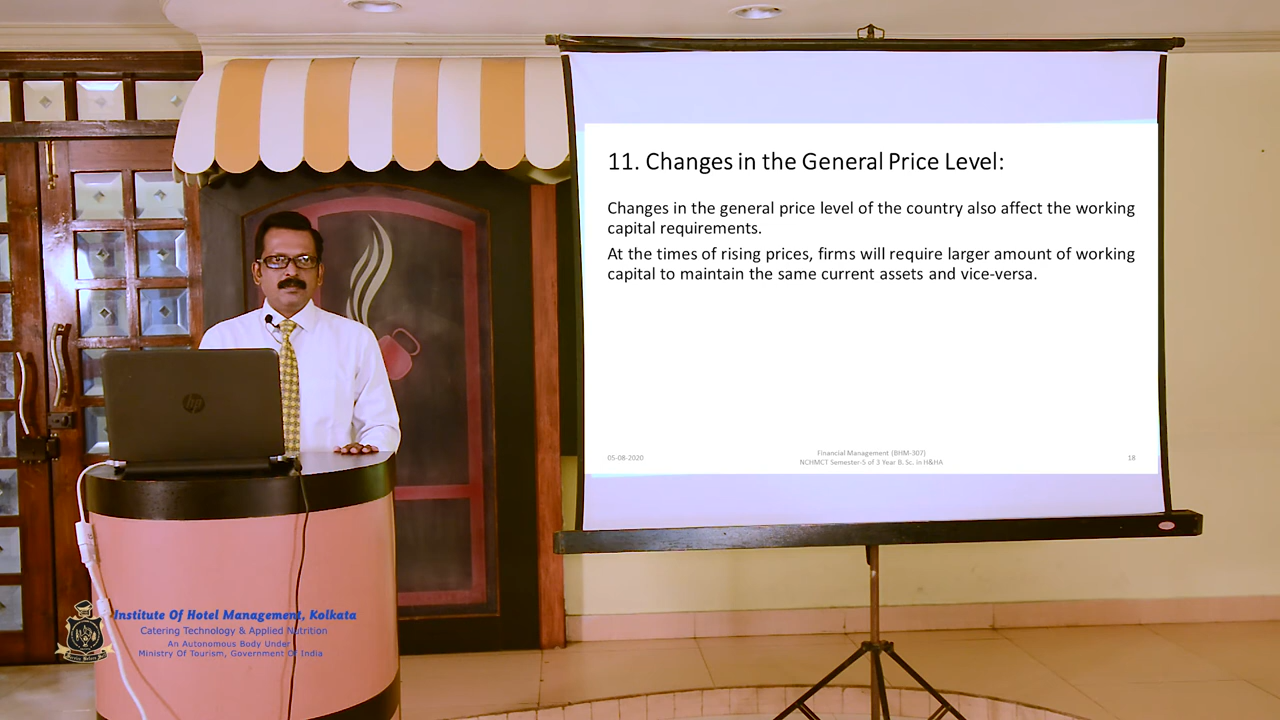 11. Changes in the General Price Level:
Changes in the general price level of the country also affect the working
capital requirements.
At the times of rising prices, firms will require larger amount of working
capital to maintain the same current assets and vice-versa.
05-08-2020
Financial Management (BHM-307)
NCHMCT Semester-5 of 3 Year B. Sc. in H&HA
18
hp
Institute Of Hotel Management, Kolkata
Catering Technology & Applied Nutrition
An Autonomous Body Under
Ministry Of Tourism, Government Of India